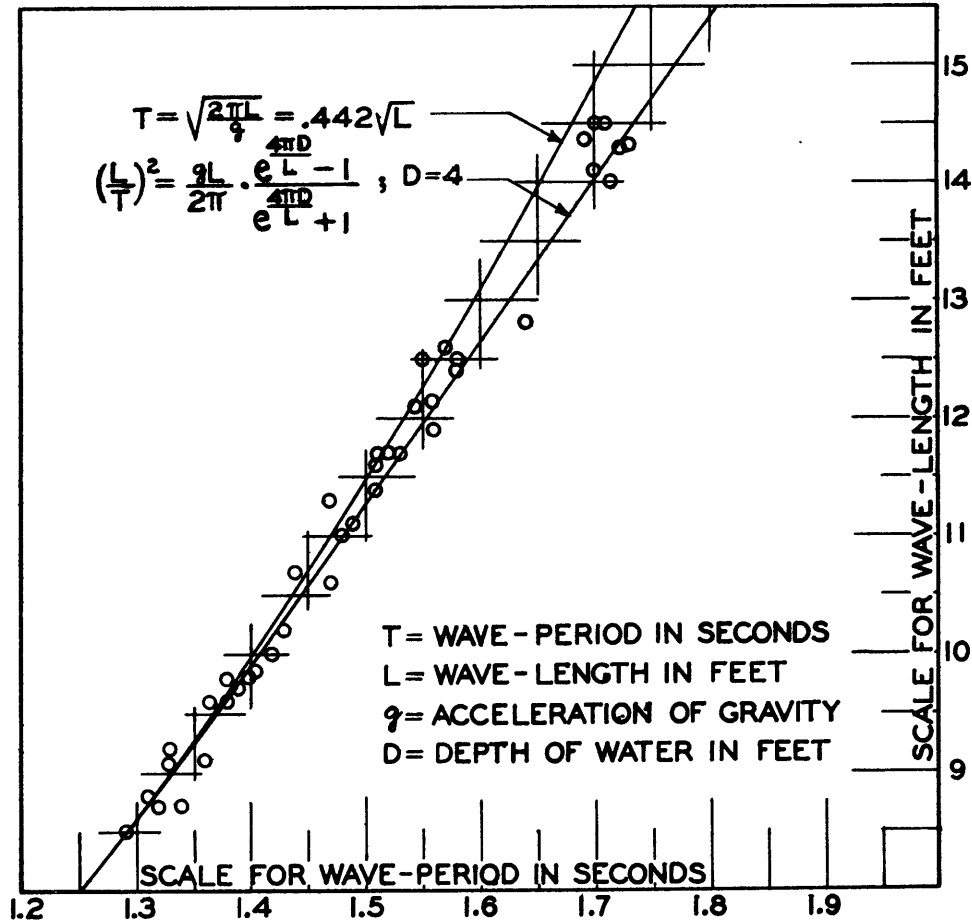 T = √(2πL/g) = .442√L
(L/T)² = gL/2π · (e^(4πD/L) − 1)/(e^(4πD/L) + 1) ; D=4
15
14
13
12
11
10
9
SCALE FOR WAVE-LENGTH IN FEET
T = WAVE-PERIOD IN SECONDS
L = WAVE-LENGTH IN FEET
g = ACCELERATION OF GRAVITY
D = DEPTH OF WATER IN FEET
SCALE FOR WAVE-PERIOD IN SECONDS
1.2 1.3 1.4 1.5 1.6 1.7 1.8 1.9